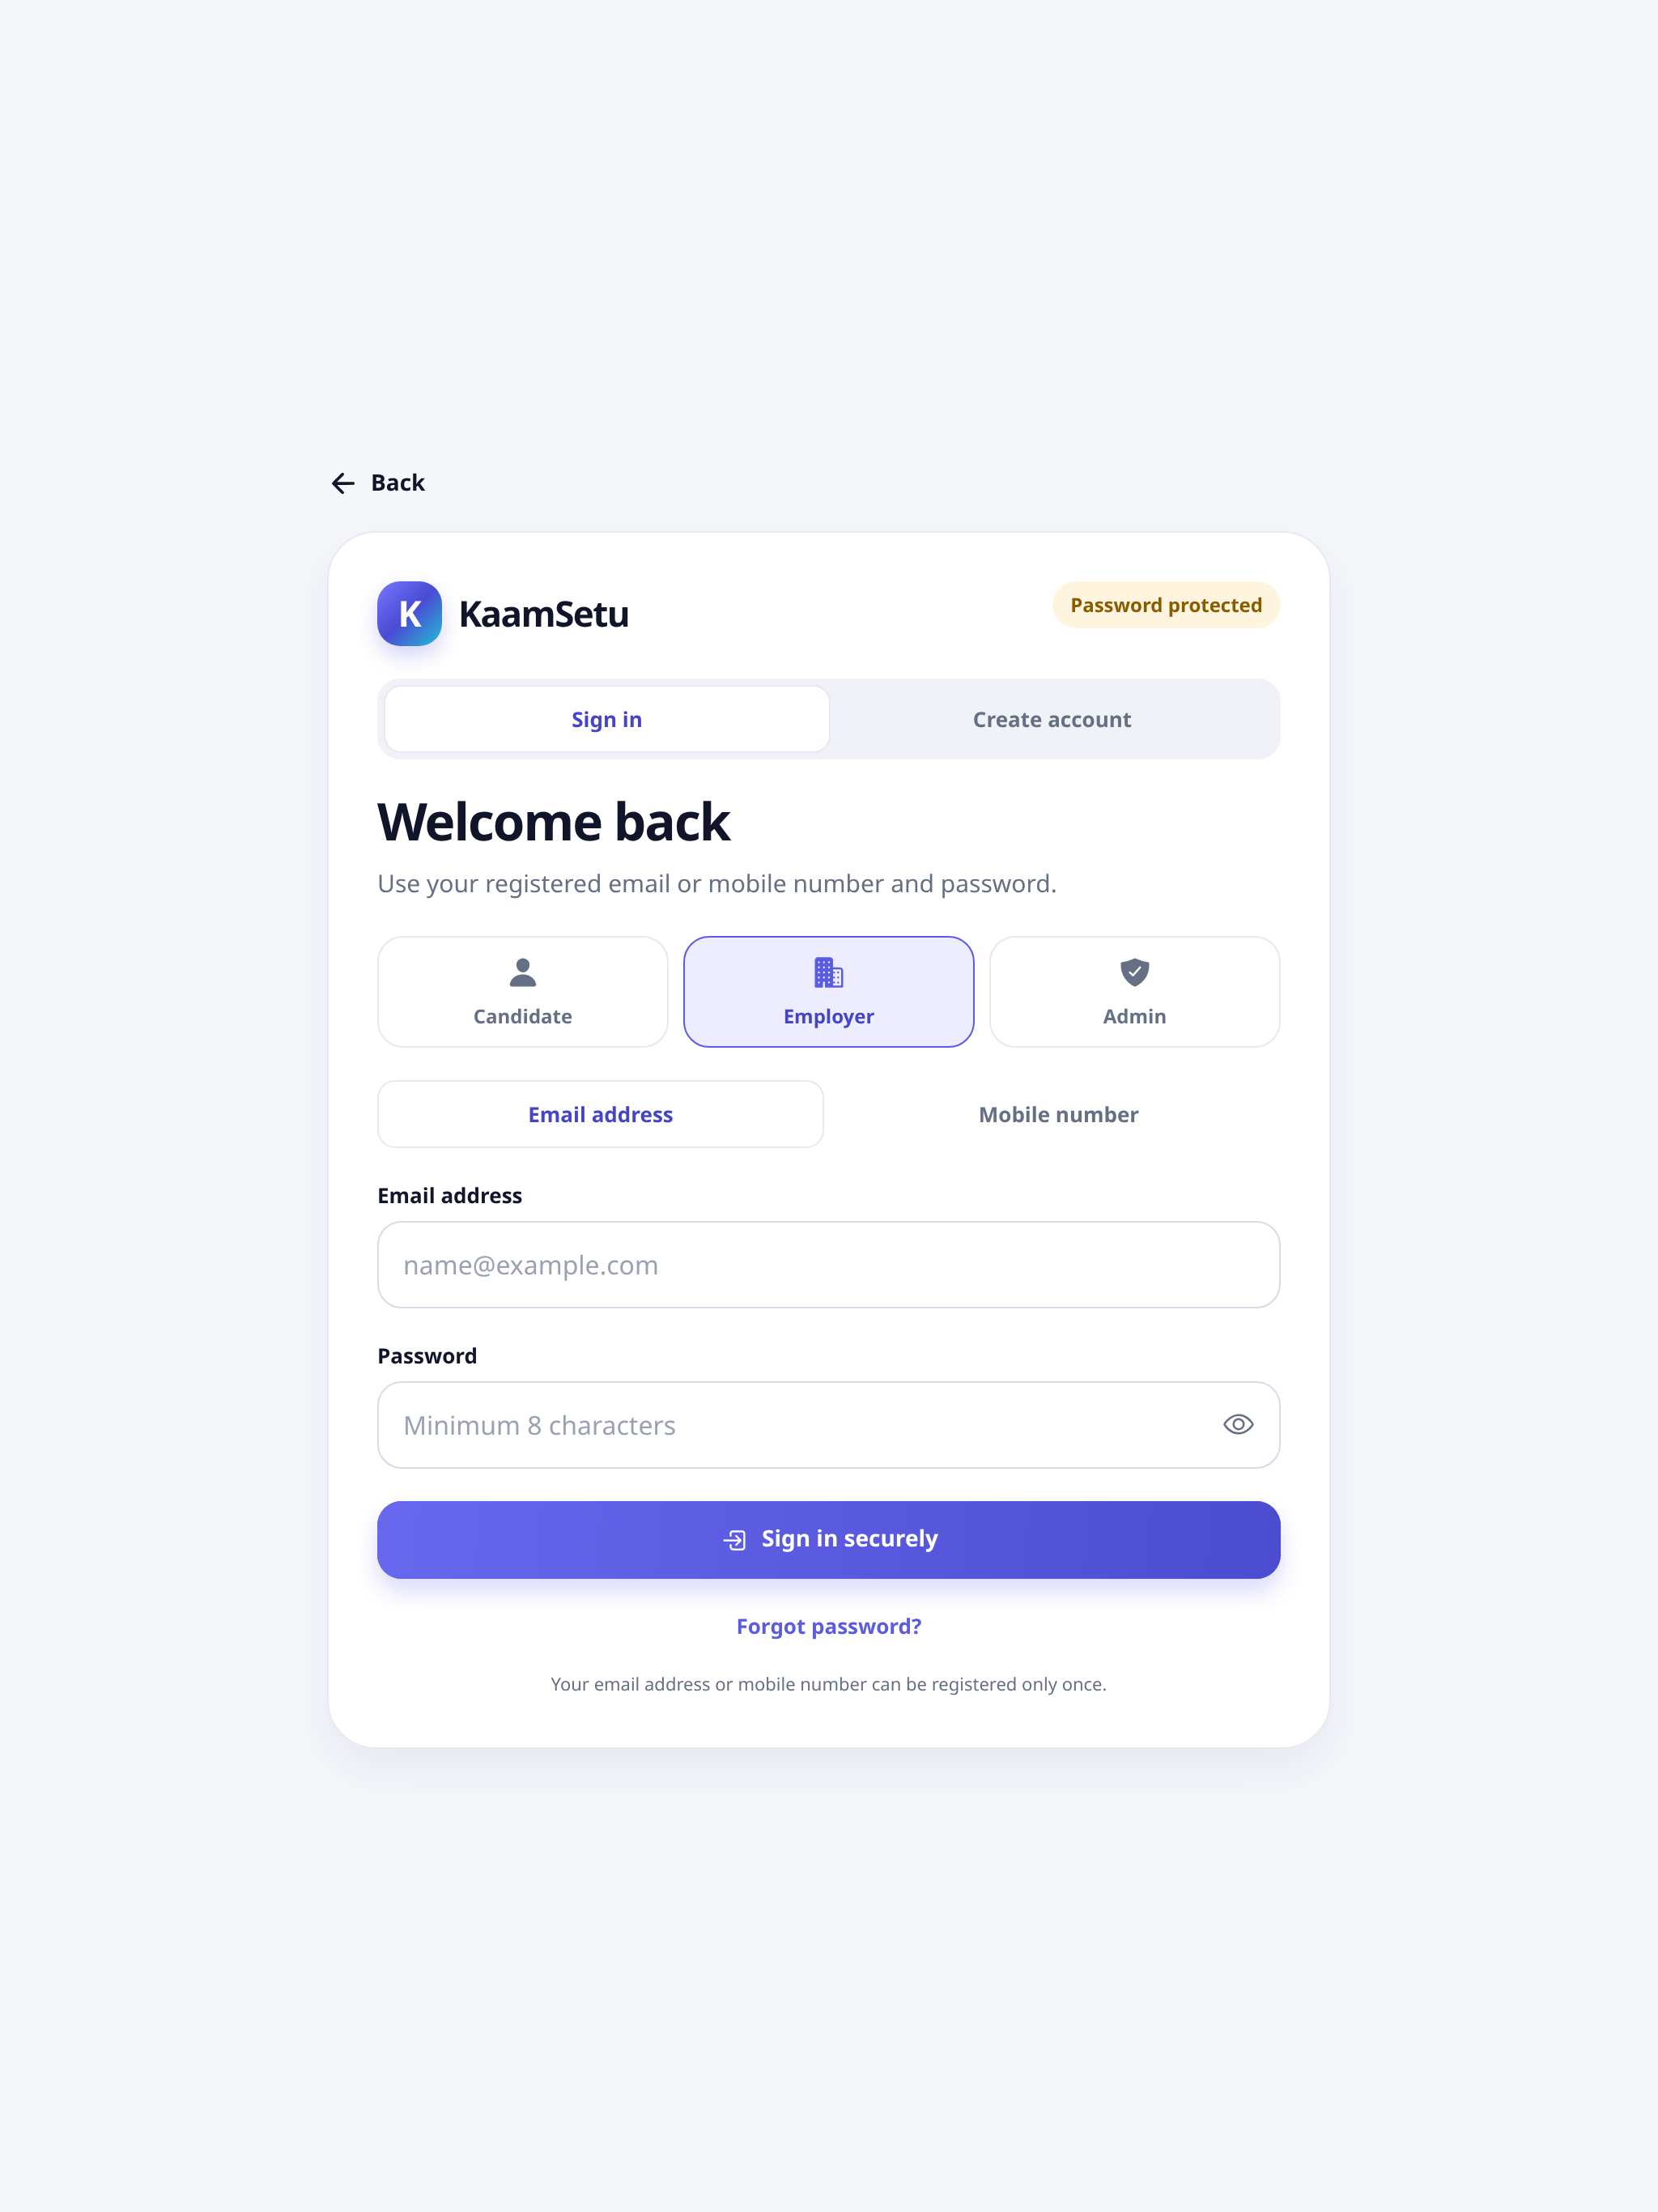 Back
K KaamSetu
Password protected
Sign in
Create account
Welcome back
Use your registered email or mobile number and password.
Candidate
Employer
Admin
Email address
Mobile number
Email address
name@example.com
Password
Minimum 8 characters
Sign in securely
Forgot password?
Your email address or mobile number can be registered only once.